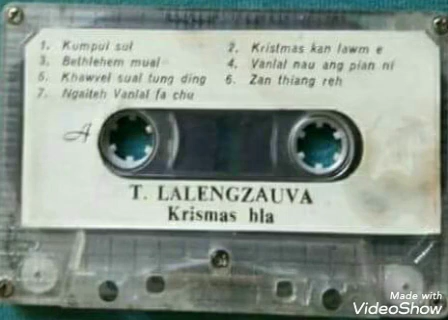 1. Kumpui sul 2. Kristmas kan lawm e
3. Bethlehem mual 4. Vanlal nau ang pian ni
5. Khawvel sual tung ding 6. Zan thiang reh
7. Ngaiteh Vanlal fa chu
A
T. LALENGZAUVA
Krismas hla
Made with
VideoShow